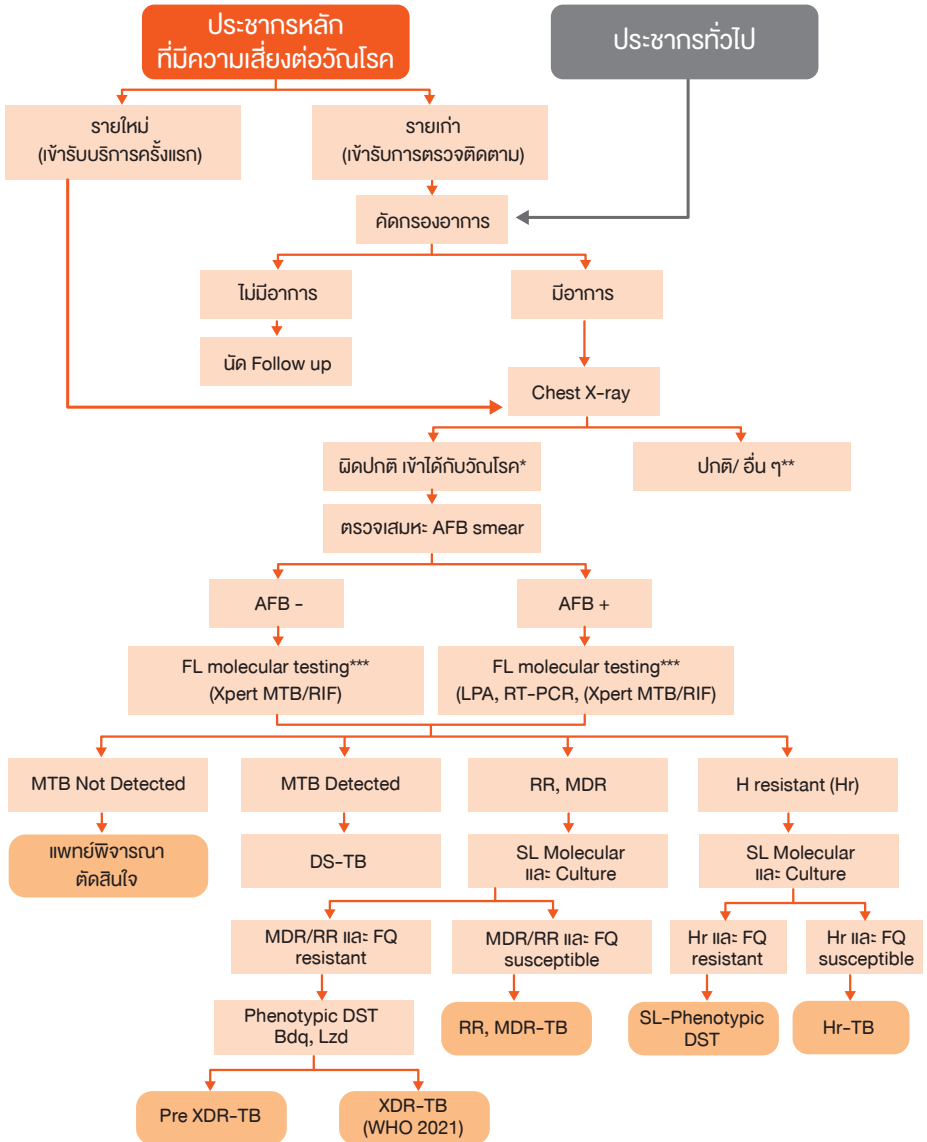 ประชากรหลัก
ที่มีความเสี่ยงต่อวัณโรค
ประชากรทั่วไป
รายใหม่
(เข้ารับบริการครั้งแรก)
รายเก่า
(เข้ารับการตรวจติดตาม)
คัดกรองอาการ
ไม่มีอาการ
มีอาการ
นัด Follow up
Chest X-ray
ผิดปกติ เข้าได้กับวัณโรค*
ปกติ/ อื่น ๆ**
ตรวจเสมหะ AFB smear
AFB -
AFB +
FL molecular testing***
(Xpert MTB/RIF)
FL molecular testing***
(LPA, RT-PCR, (Xpert MTB/RIF)
MTB Not Detected
MTB Detected
RR, MDR
H resistant (Hr)
แพทย์พิจารณา
ตัดสินใจ
DS-TB
SL Molecular
และ Culture
SL Molecular
และ Culture
MDR/RR และ FQ
resistant
MDR/RR และ FQ
susceptible
Hr และ FQ
resistant
Hr และ FQ
susceptible
Phenotypic DST
Bdq, Lzd
RR, MDR-TB
SL-Phenotypic
DST
Hr-TB
Pre XDR-TB
XDR-TB
(WHO 2021)